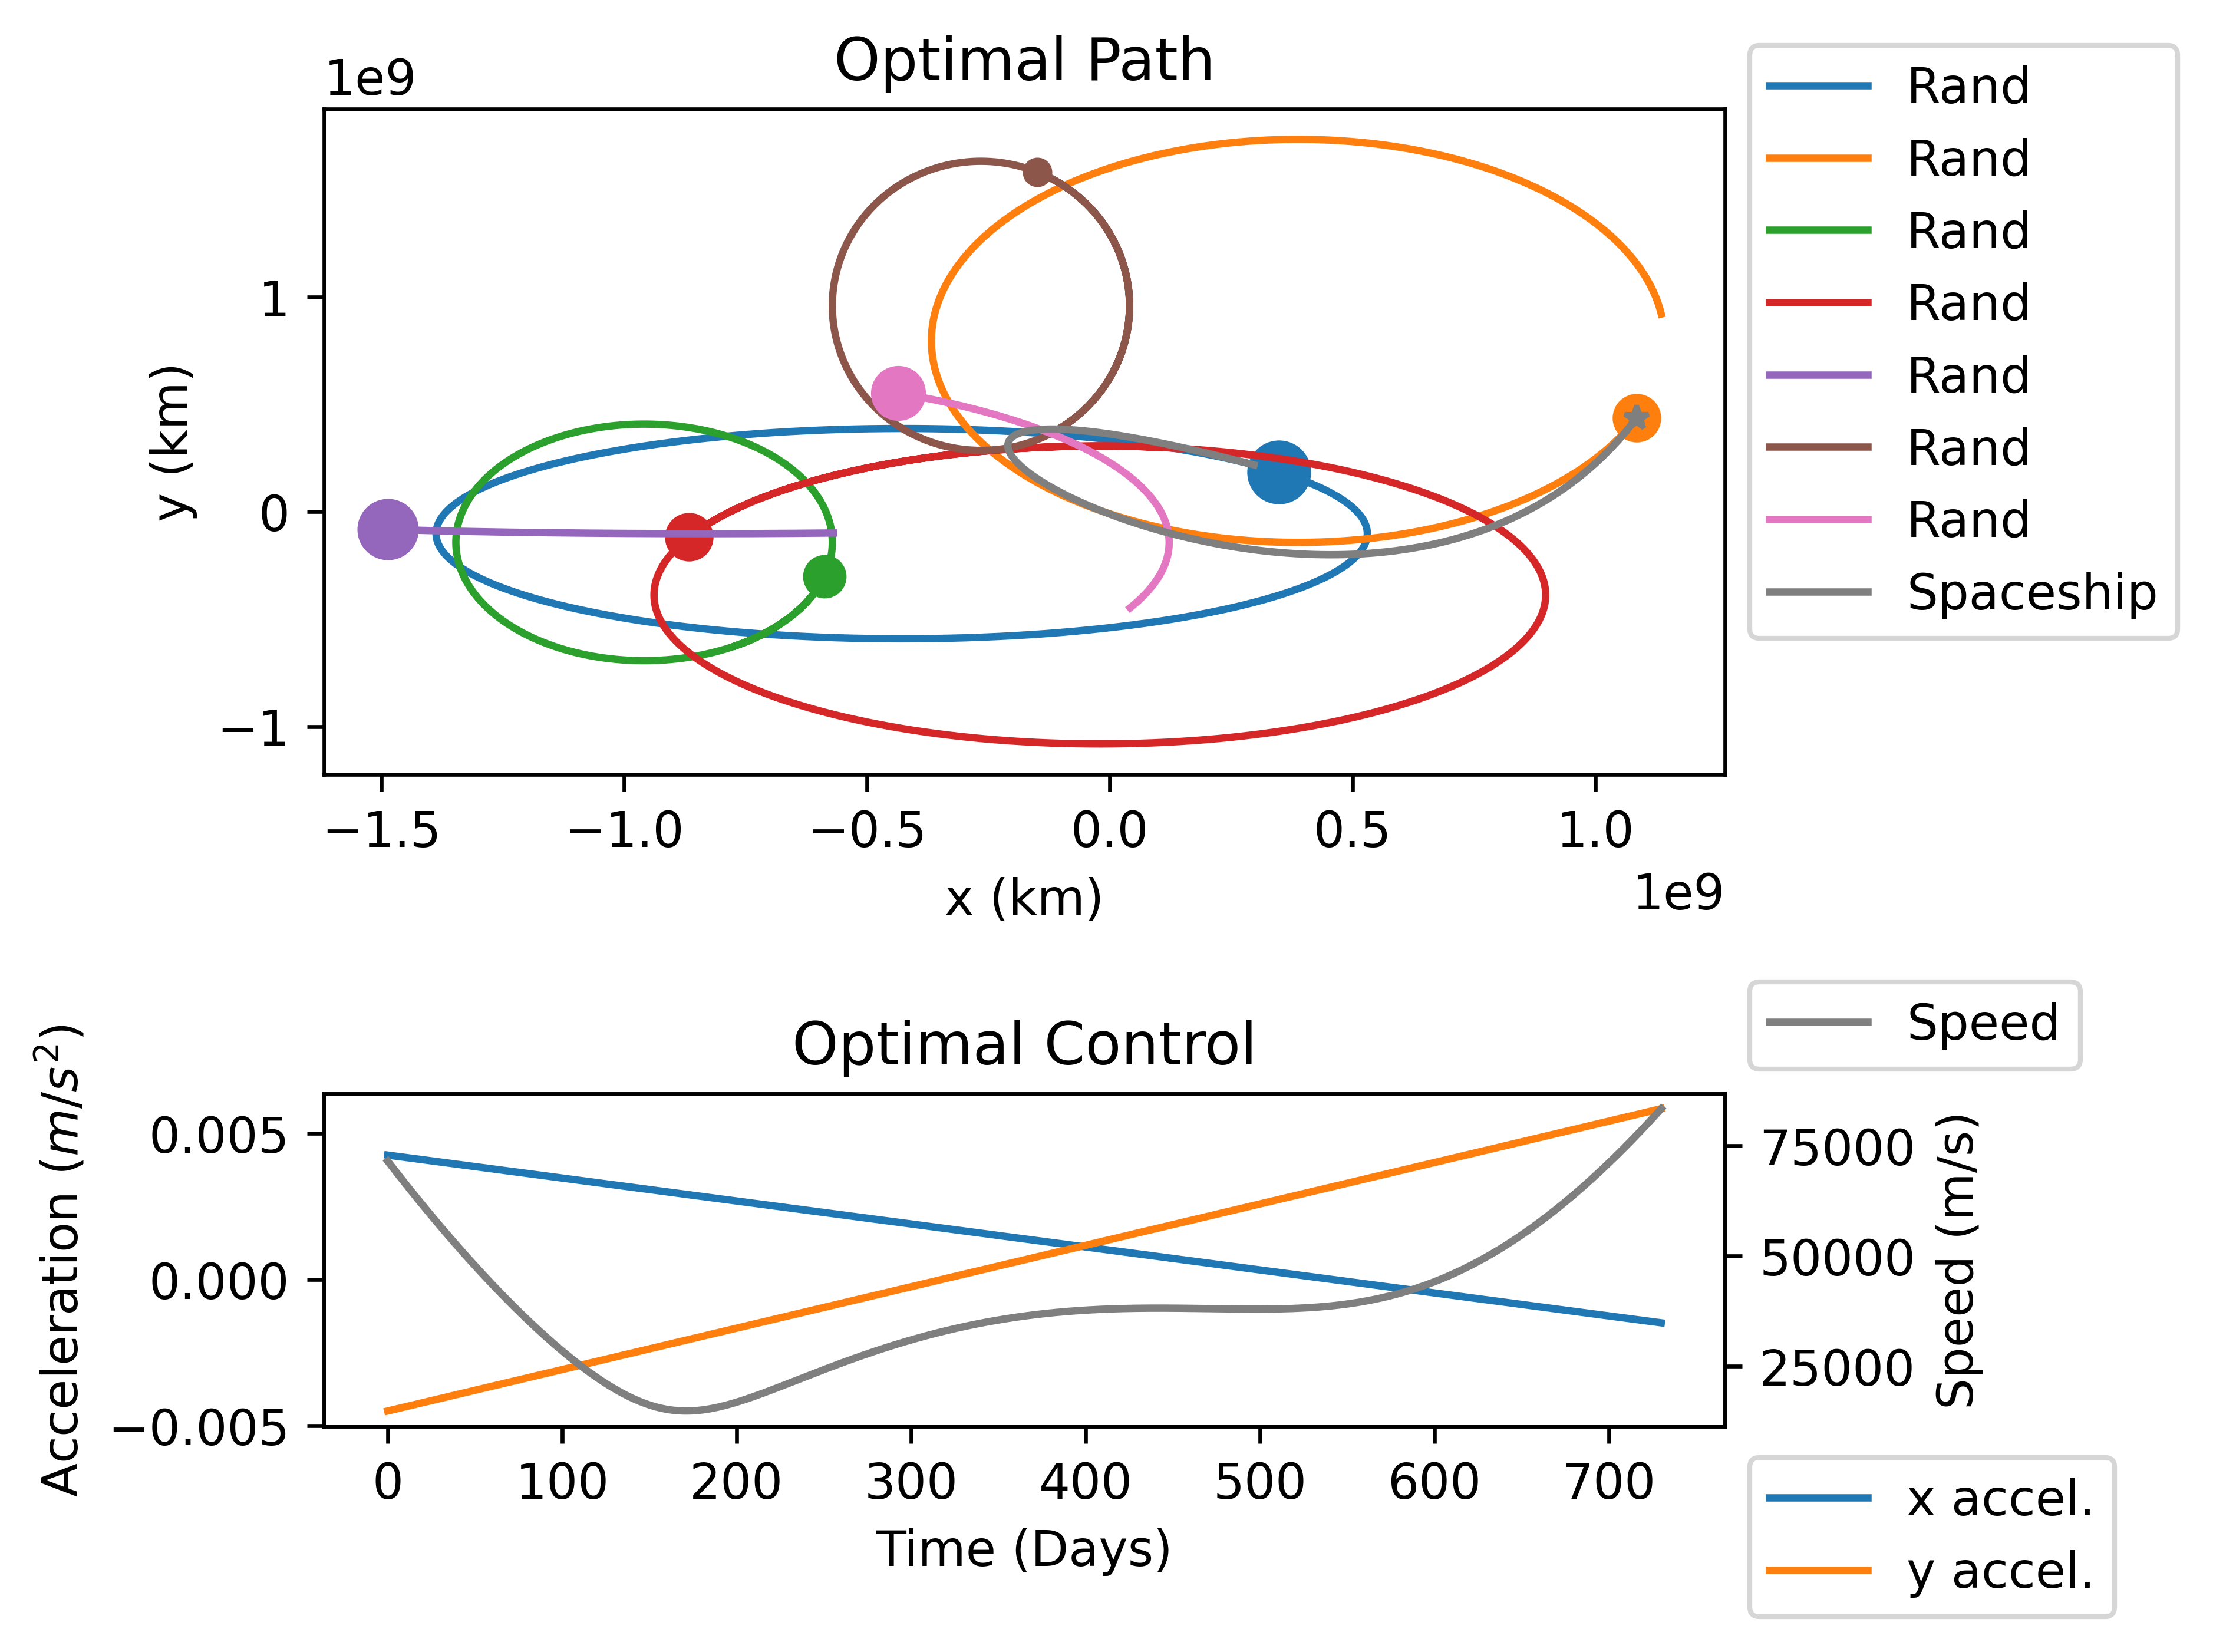 Optimal Path
1e9
y (km)
1
0
−1
−1.5 −1.0 −0.5 0.0 0.5 1.0
x (km)
1e9
Rand
Rand
Rand
Rand
Rand
Rand
Rand
Spaceship
Optimal Control
Speed
Acceleration (m/s²)
0.005
0.000
−0.005
75000
50000
25000
Speed (m/s)
0 100 200 300 400 500 600 700
Time (Days)
x accel.
y accel.